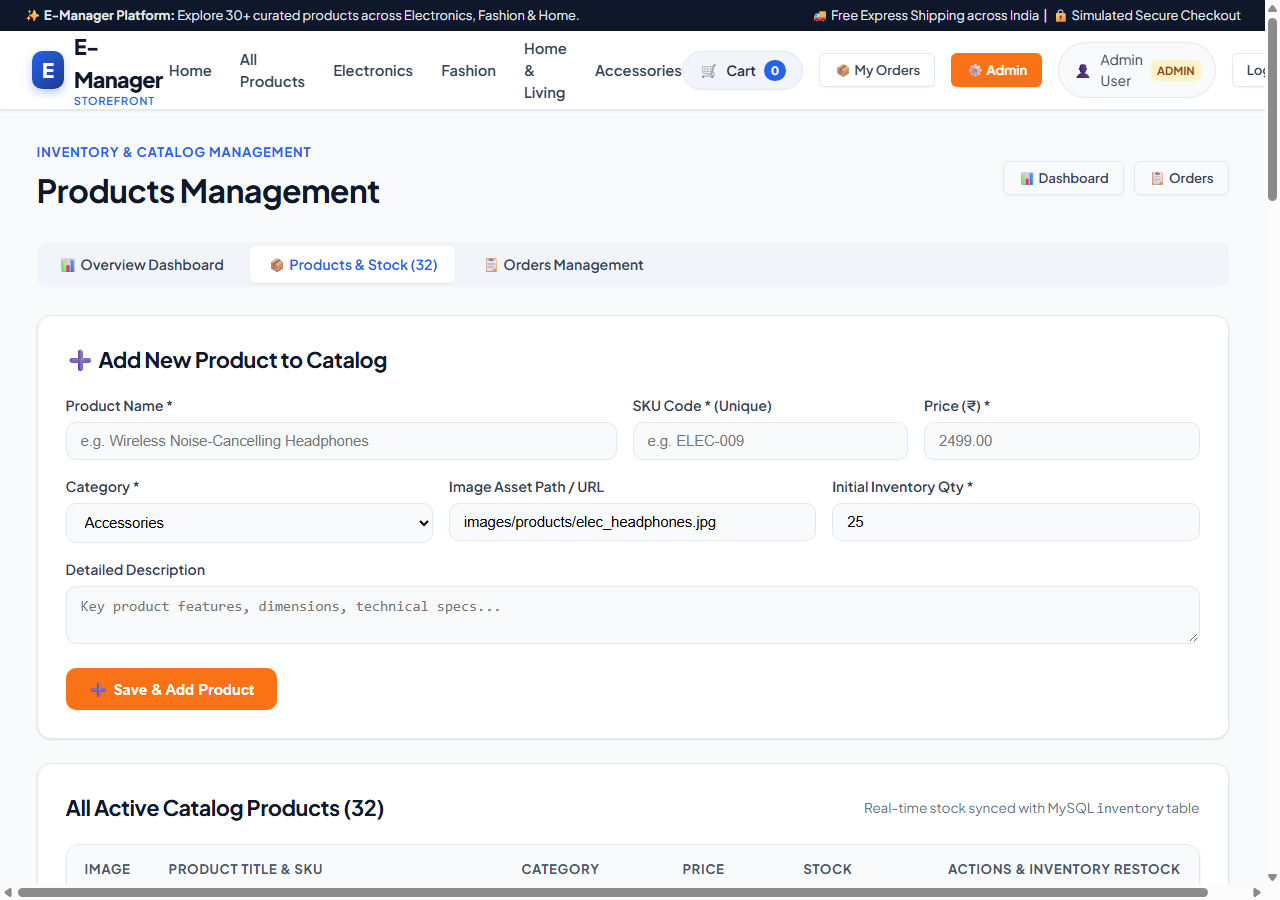 ✨ E-Manager Platform: Explore 30+ curated products across Electronics, Fashion & Home.
🚚 Free Express Shipping across India | 🔒 Simulated Secure Checkout
E
E-
Manager
STOREFRONT
Home
All
Products
Electronics
Fashion
Home
&
Living
Accessories
🛒 Cart 0
📦 My Orders
⚙️ Admin
👤 Admin
User
ADMIN
INVENTORY & CATALOG MANAGEMENT
Products Management
📊 Dashboard
📋 Orders
📊 Overview Dashboard
📦 Products & Stock (32)
📋 Orders Management
➕ Add New Product to Catalog
Product Name *
SKU Code * (Unique)
Price (₹) *
e.g. Wireless Noise-Cancelling Headphones
e.g. ELEC-009
2499.00
Category *
Image Asset Path / URL
Initial Inventory Qty *
Accessories
images/products/elec_headphones.jpg
25
Detailed Description
Key product features, dimensions, technical specs...
➕ Save & Add Product
All Active Catalog Products (32)
Real-time stock synced with MySQL inventory table
IMAGE
PRODUCT TITLE & SKU
CATEGORY
PRICE
STOCK
ACTIONS & INVENTORY RESTOCK